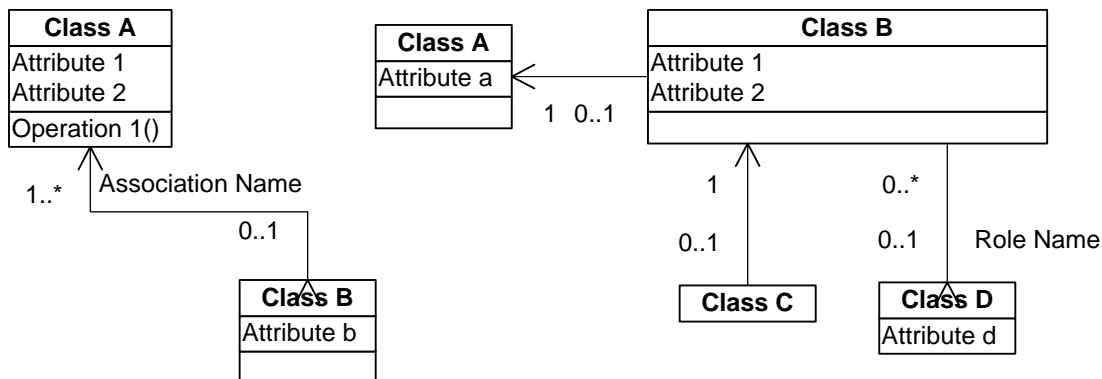 Class A
Attribute 1
Attribute 2
Operation 1()
1..*
Association Name
0..1
Class B
Attribute b
Class A
Attribute a
1
0..1
Class B
Attribute 1
Attribute 2
1
0..1
Class C
0..*
0..1
Role Name
Class D
Attribute d